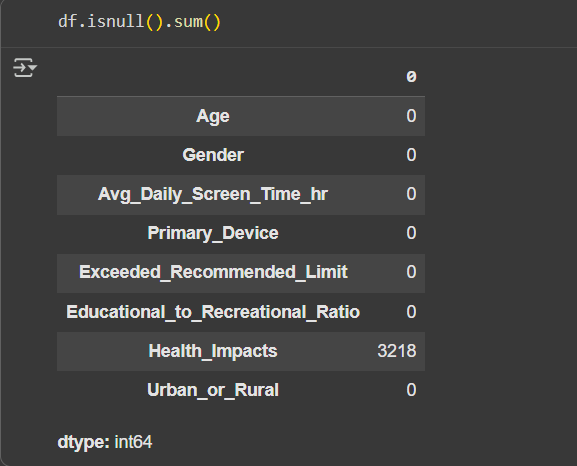 df.isnull().sum()
0
Age 0
Gender 0
Avg_Daily_Screen_Time_hr 0
Primary_Device 0
Exceeded_Recommended_Limit 0
Educational_to_Recreational_Ratio 0
Health_Impacts 3218
Urban_or_Rural 0
dtype: int64